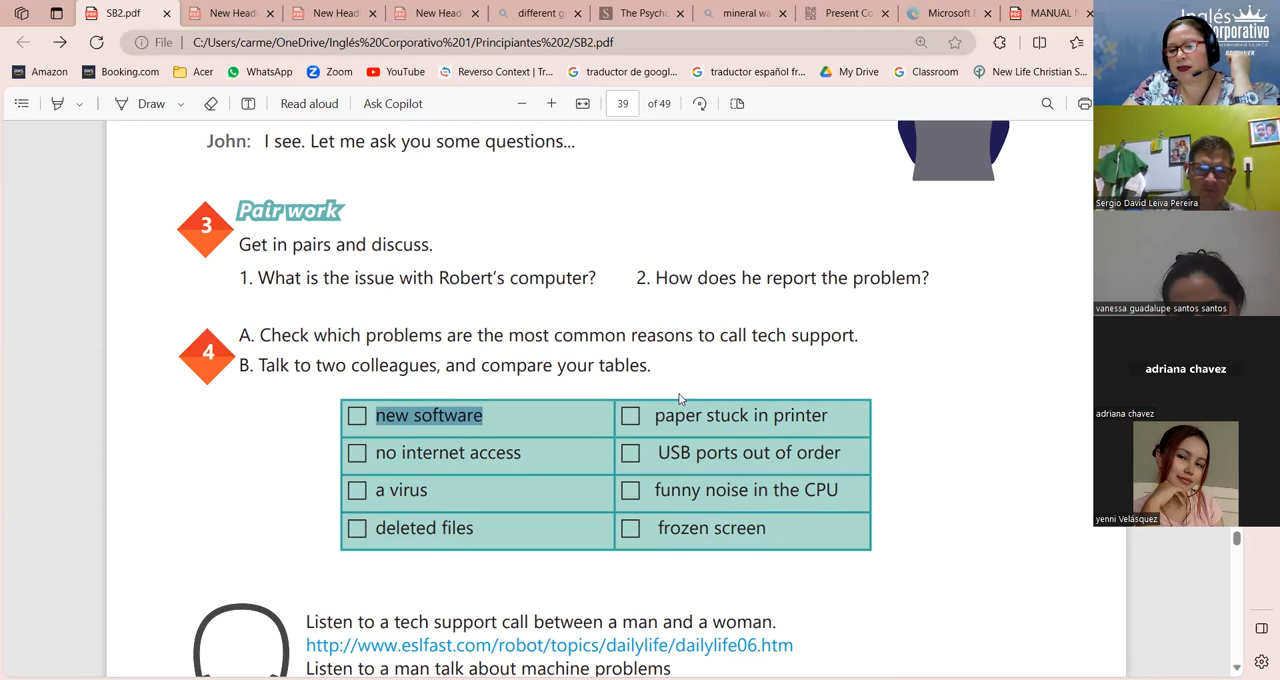 SB2.pdf
New Head
New Head
New Head
different g
The Psych
mineral wa
Present Co
Microsoft E
MANUAL
File
C:/Users/carme/OneDrive/Inglés%20Corporativo%201/Principiantes%202/SB2.pdf
Amazon
Booking.com
Acer
WhatsApp
Zoom
YouTube
Reverso Context | Tr...
traductor de googl...
traductor español fr...
My Drive
Classroom
New Life Christian S...
Draw
Read aloud
Ask Copilot
39
of 49
John: I see. Let me ask you some questions...
3
Pair work
Get in pairs and discuss.
1. What is the issue with Robert's computer?
2. How does he report the problem?
4
A. Check which problems are the most common reasons to call tech support.
B. Talk to two colleagues, and compare your tables.
new software
paper stuck in printer
no internet access
USB ports out of order
a virus
funny noise in the CPU
deleted files
frozen screen
Listen to a tech support call between a man and a woman.
http://www.eslfast.com/robot/topics/dailylife/dailylife06.htm
Listen to a man talk about machine problems
Inglés
Corporativo
Sergio David Leiva Pereira
vanessa guadalupe santos santos
adriana chavez
adriana chavez
yenni Velásquez